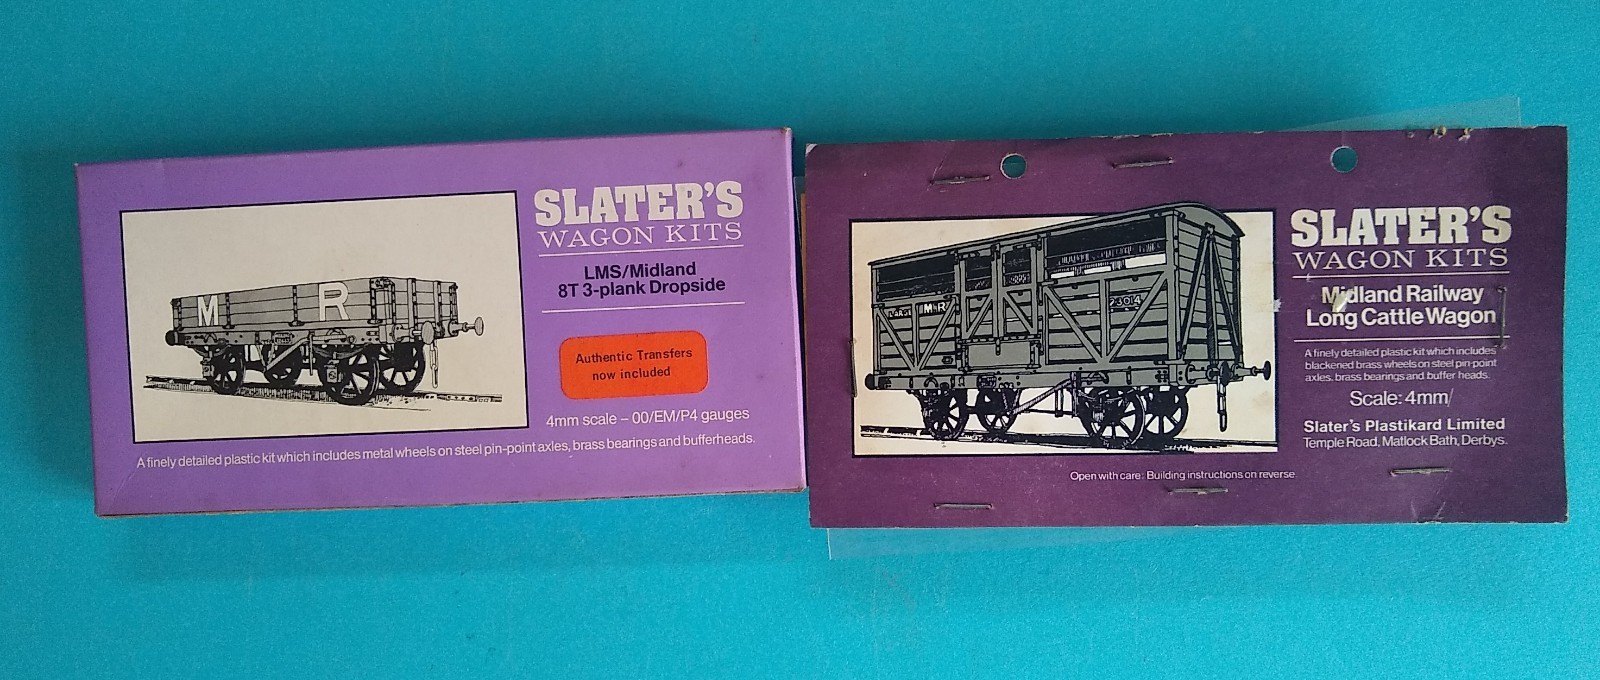 SLATER'S
WAGON KITS
LMS/Midland
8T 3-plank Dropside
Authentic Transfers
now included
4mm scale – 00/EM/P4 gauges
A finely detailed plastic kit which includes metal wheels on steel pin-point axles, brass bearings and bufferheads.
M R
SLATER'S
WAGON KITS
Midland Railway
Long Cattle Wagon
A finely detailed plastic kit which includes
blackened brass wheels on steel pin-point
axles. brass bearings and buffer heads.
Scale: 4mm/
Slater's Plastikard Limited
Temple Road, Matlock Bath, Derbys.
Open with care: Building instructions on reverse
LARGE
M R
23014